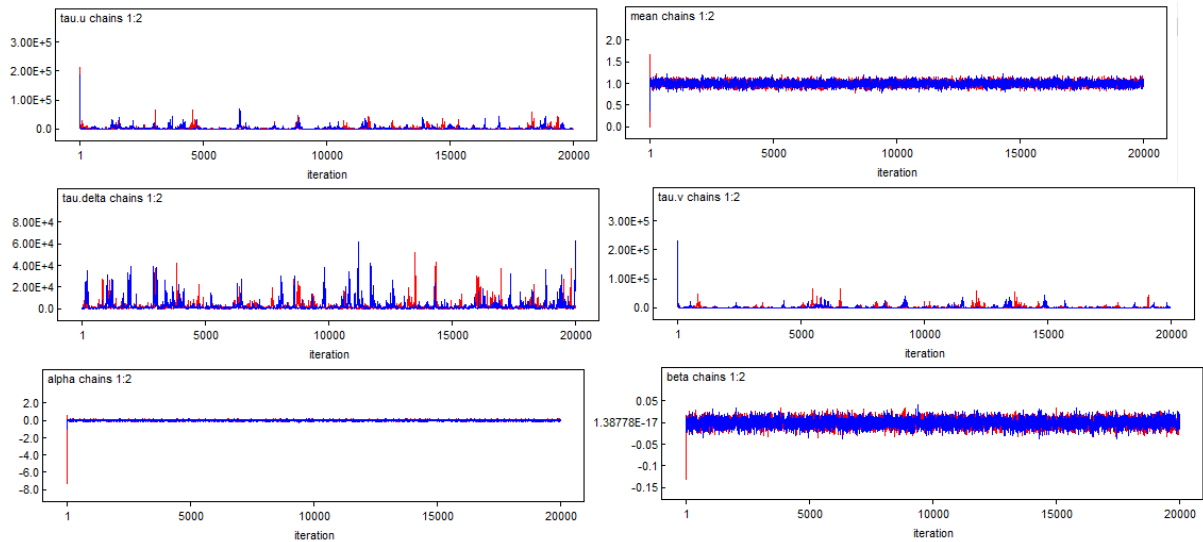 tau.u chains 1:2
3.00E+5
2.00E+5
1.00E+5
0.0
1 5000 10000 15000 20000
iteration
mean chains 1:2
2.0
1.5
1.0
0.5
0.0
1 5000 10000 15000 20000
iteration
tau.delta chains 1:2
8.00E+4
6.00E+4
4.00E+4
2.00E+4
0.0
1 5000 10000 15000 20000
iteration
tau.v chains 1:2
3.00E+5
2.00E+5
1.00E+5
0.0
1 5000 10000 15000 20000
iteration
alpha chains 1:2
2.0
0.0
-2.0
-4.0
-6.0
-8.0
1 5000 10000 15000 20000
iteration
beta chains 1:2
0.05
1.38778E-17
-0.05
-0.1
-0.15
1 5000 10000 15000 20000
iteration